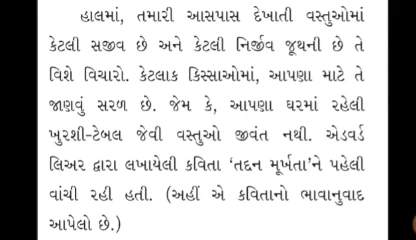 હાલમાં, તમારી આસપાસ દેખાતી વસ્તુઓમાં
કેટલી સજીવ છે અને કેટલી નિર્જીવ જૂથની છે તે
વિશે વિચારો. કેટલાક કિસ્સાઓમાં, આપણા માટે તે
જાણવું સરળ છે. જેમ કે, આપણા ઘરમાં રહેલી
ખુરશી-ટેબલ જેવી વસ્તુઓ જીવંત નથી. એડવર્ડ
લિઅર દ્વારા લખાયેલી કવિતા ‘તદ્દન મૂર્ખતા’ને પહેલી
વાંચી રહી હતી. (અહીં એ કવિતાનો ભાવાનુવાદ
આપેલો છે.)